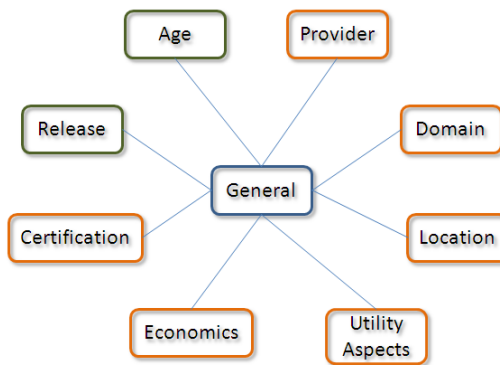 Age
Provider
Release
Domain
General
Certification
Location
Economics
Utility
Aspects